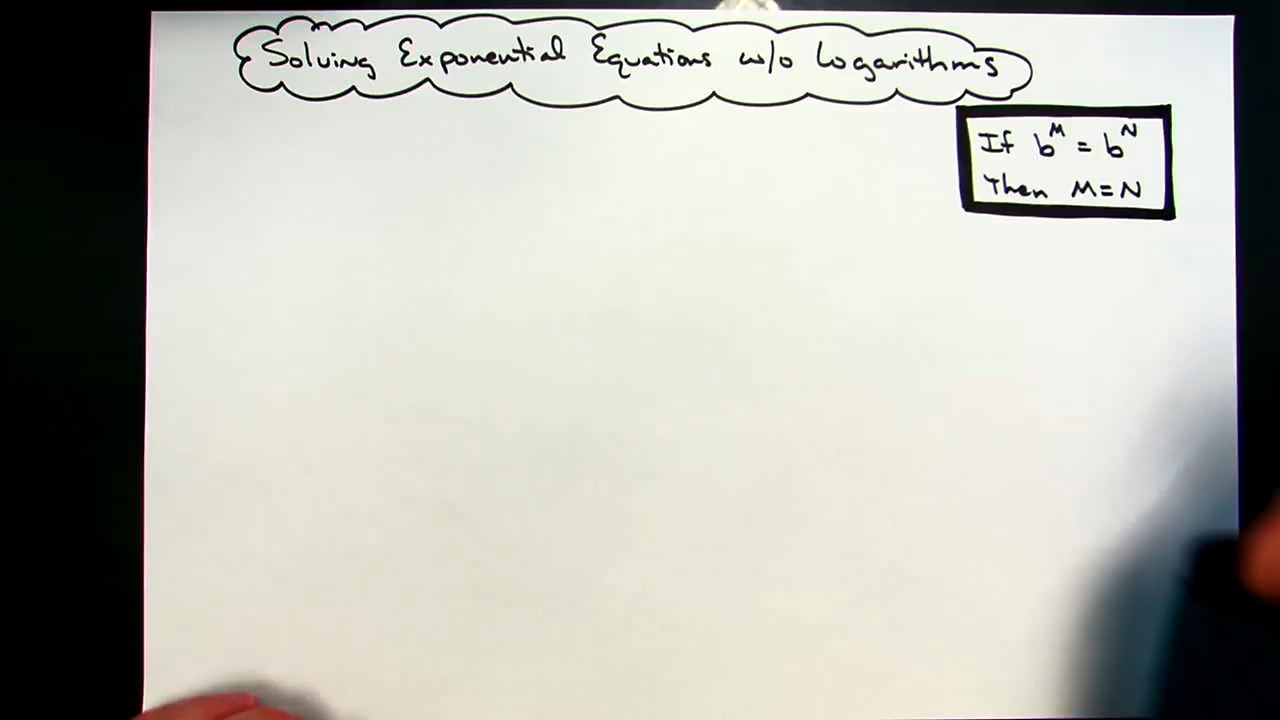 Solving Exponential Equations w/o Logarithms
If b^M = b^N
Then M=N